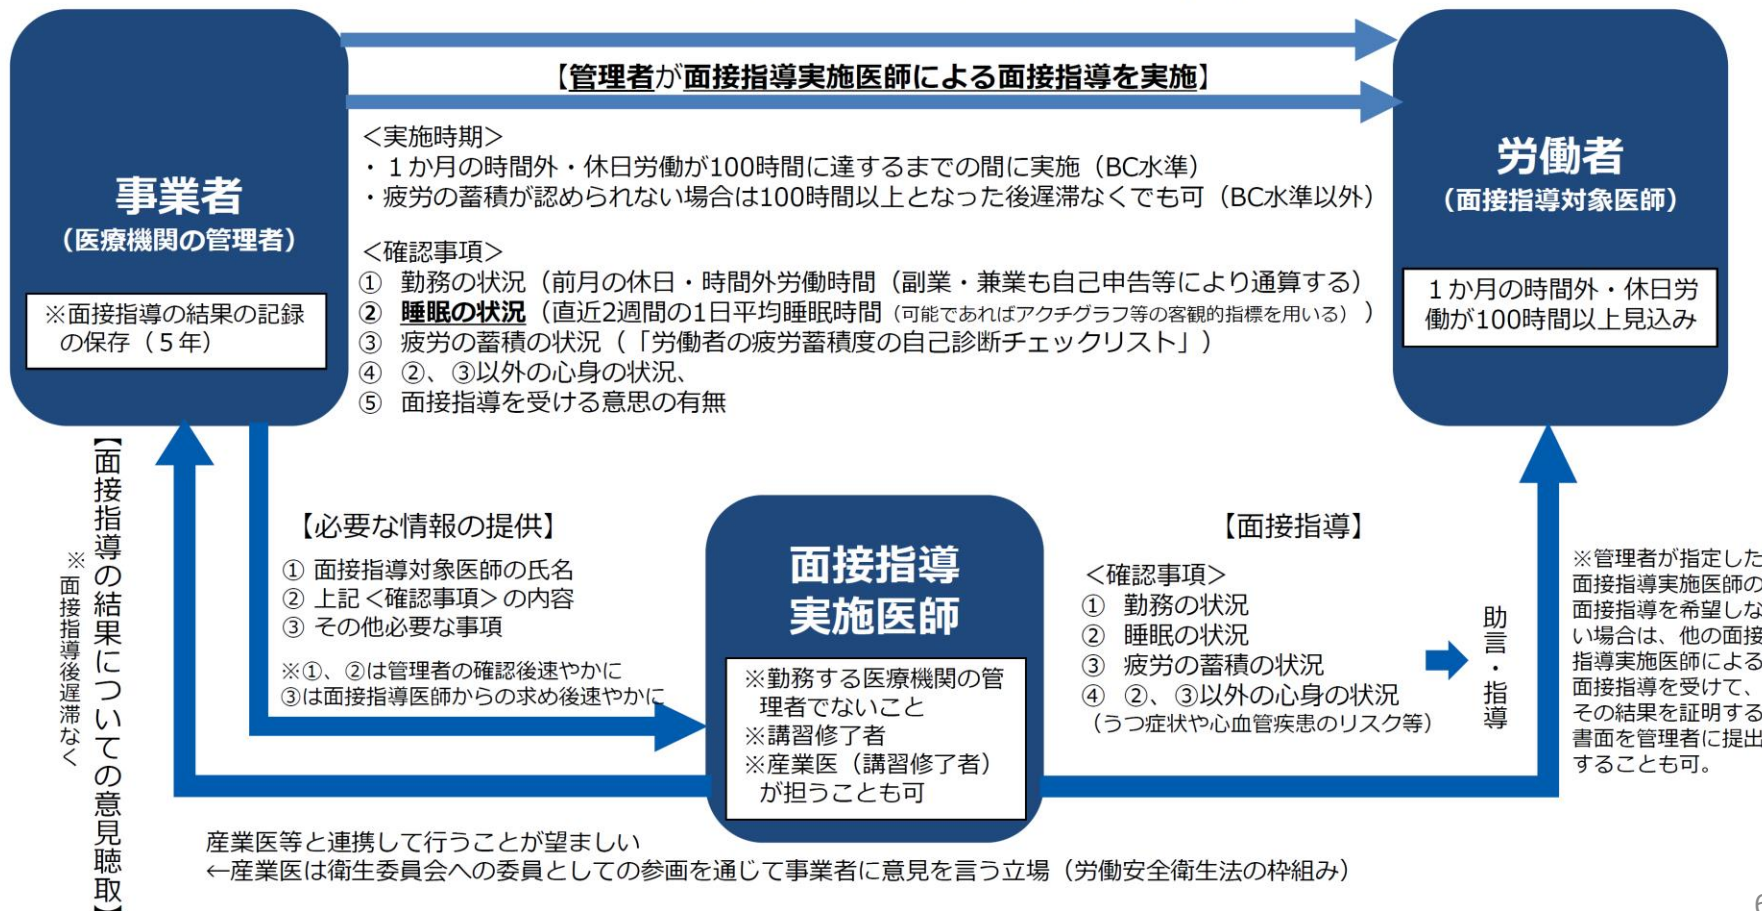 【管理者が面接指導実施医師による面接指導を実施】
事業者
（医療機関の管理者）
※面接指導の結果の記録
の保存（５年）
＜実施時期＞
・１か月の時間外・休日労働が100時間に達するまでの間に実施（BC水準）
・疲労の蓄積が認められない場合は100時間以上となった後遅滞なくでも可（BC水準以外）
＜確認事項＞
① 勤務の状況（前月の休日・時間外労働時間（副業・兼業も自己申告等により通算する）
② 睡眠の状況（直近2週間の1日平均睡眠時間（可能であればアクチグラフ等の客観的指標を用いる））
③ 疲労の蓄積の状況（「労働者の疲労蓄積度の自己診断チェックリスト」）
④ ②、③以外の心身の状況、
⑤ 面接指導を受ける意思の有無
労働者
（面接指導対象医師）
１か月の時間外・休日労
働が100時間以上見込み
【面接指導の結果についての意見聴取】
※面接指導後遅滞なく
【必要な情報の提供】
① 面接指導対象医師の氏名
② 上記＜確認事項＞の内容
③ その他必要な事項
※①、②は管理者の確認後速やかに
③は面接指導医師からの求め後速やかに
面接指導
実施医師
※勤務する医療機関の管
理者でないこと
※講習修了者
※産業医（講習修了者）
が担うことも可
【面接指導】
＜確認事項＞
① 勤務の状況
② 睡眠の状況
③ 疲労の蓄積の状況
④ ②、③以外の心身の状況
（うつ症状や心血管疾患のリスク等）
助言・指導
※管理者が指定した
面接指導実施医師の
面接指導を希望しな
い場合は、他の面接
指導実施医師による
面接指導を受けて、
その結果を証明する
書面を管理者に提出
することも可。
産業医等と連携して行うことが望ましい
←産業医は衛生委員会への委員としての参画を通じて事業者に意見を言う立場（労働安全衛生法の枠組み）